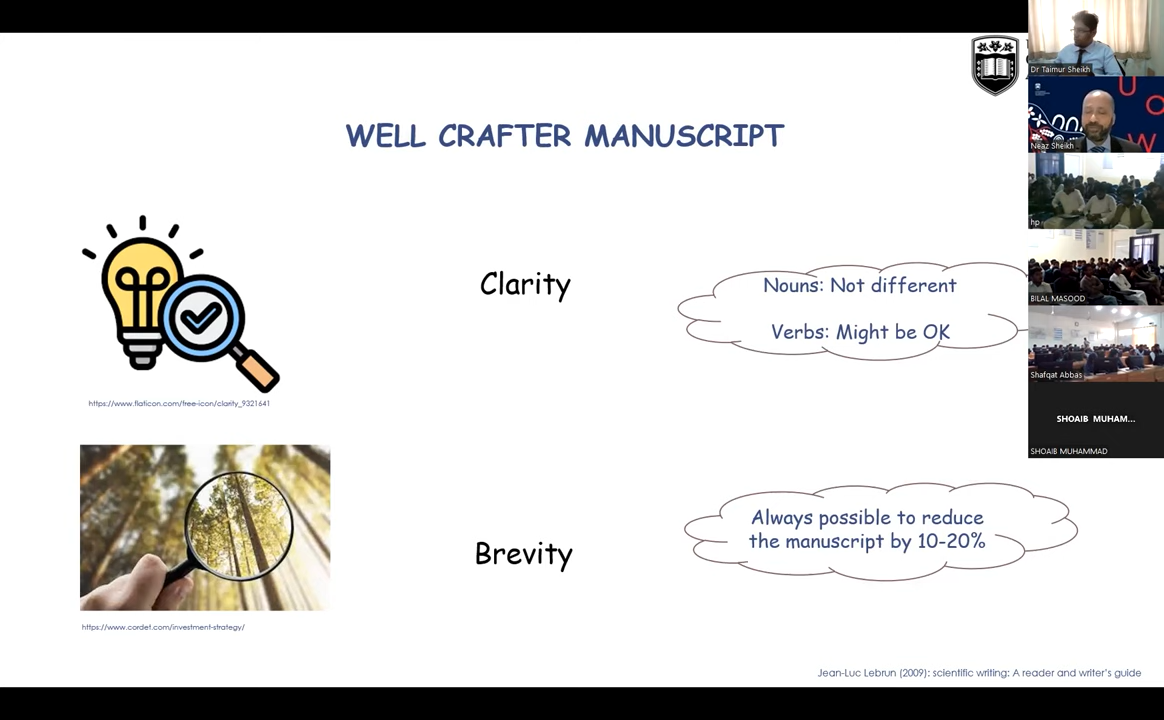 WELL CRAFTER MANUSCRIPT
Clarity
Nouns: Not different
Verbs: Might be OK
https://www.flaticon.com/free-icon/clarity_9321641
Brevity
Always possible to reduce
the manuscript by 10-20%
https://www.cordet.com/investment-strategy/
Jean-Luc Lebrun (2009): scientific writing: A reader and writer's guide
Dr Taimur Sheikh
Neaz Sheikh
hp
BILAL MASOOD
Shafqat Abbas
SHOAIB MUHAM...
SHOAIB MUHAMMAD